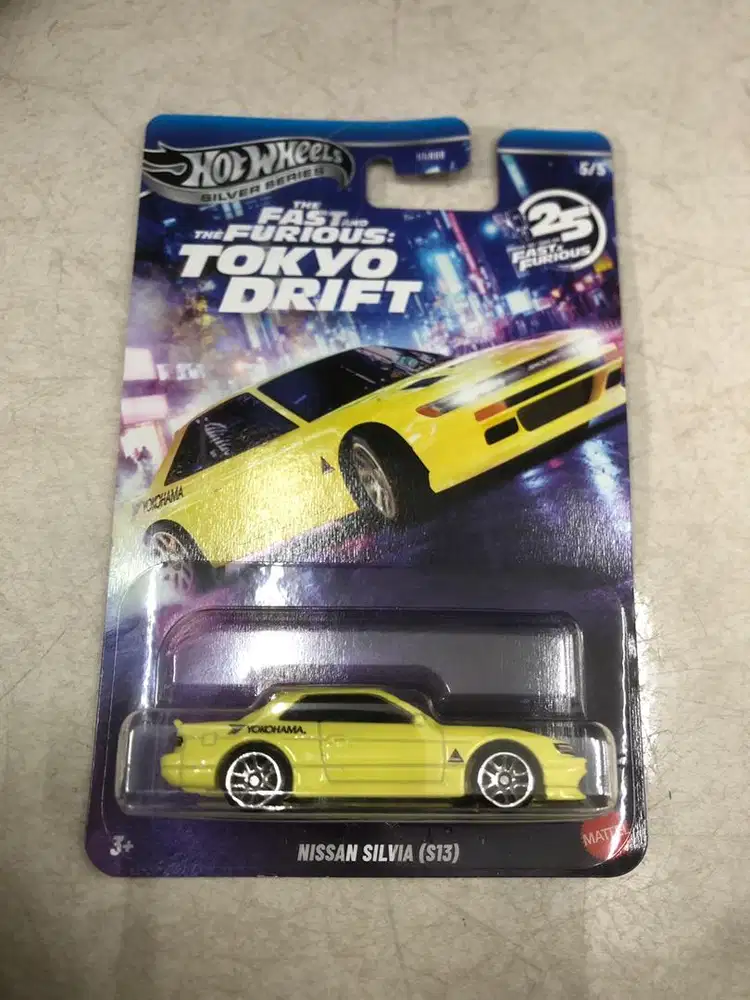 HOT WHEELS
SILVER SERIES
5/5
THE
FAST AND
THE FURIOUS:
TOKYO
DRIFT
25
FAST &
FURIOUS
YOKOHAMA
YOKOHAMA
3+
NISSAN SILVIA (S13)
MATTEL